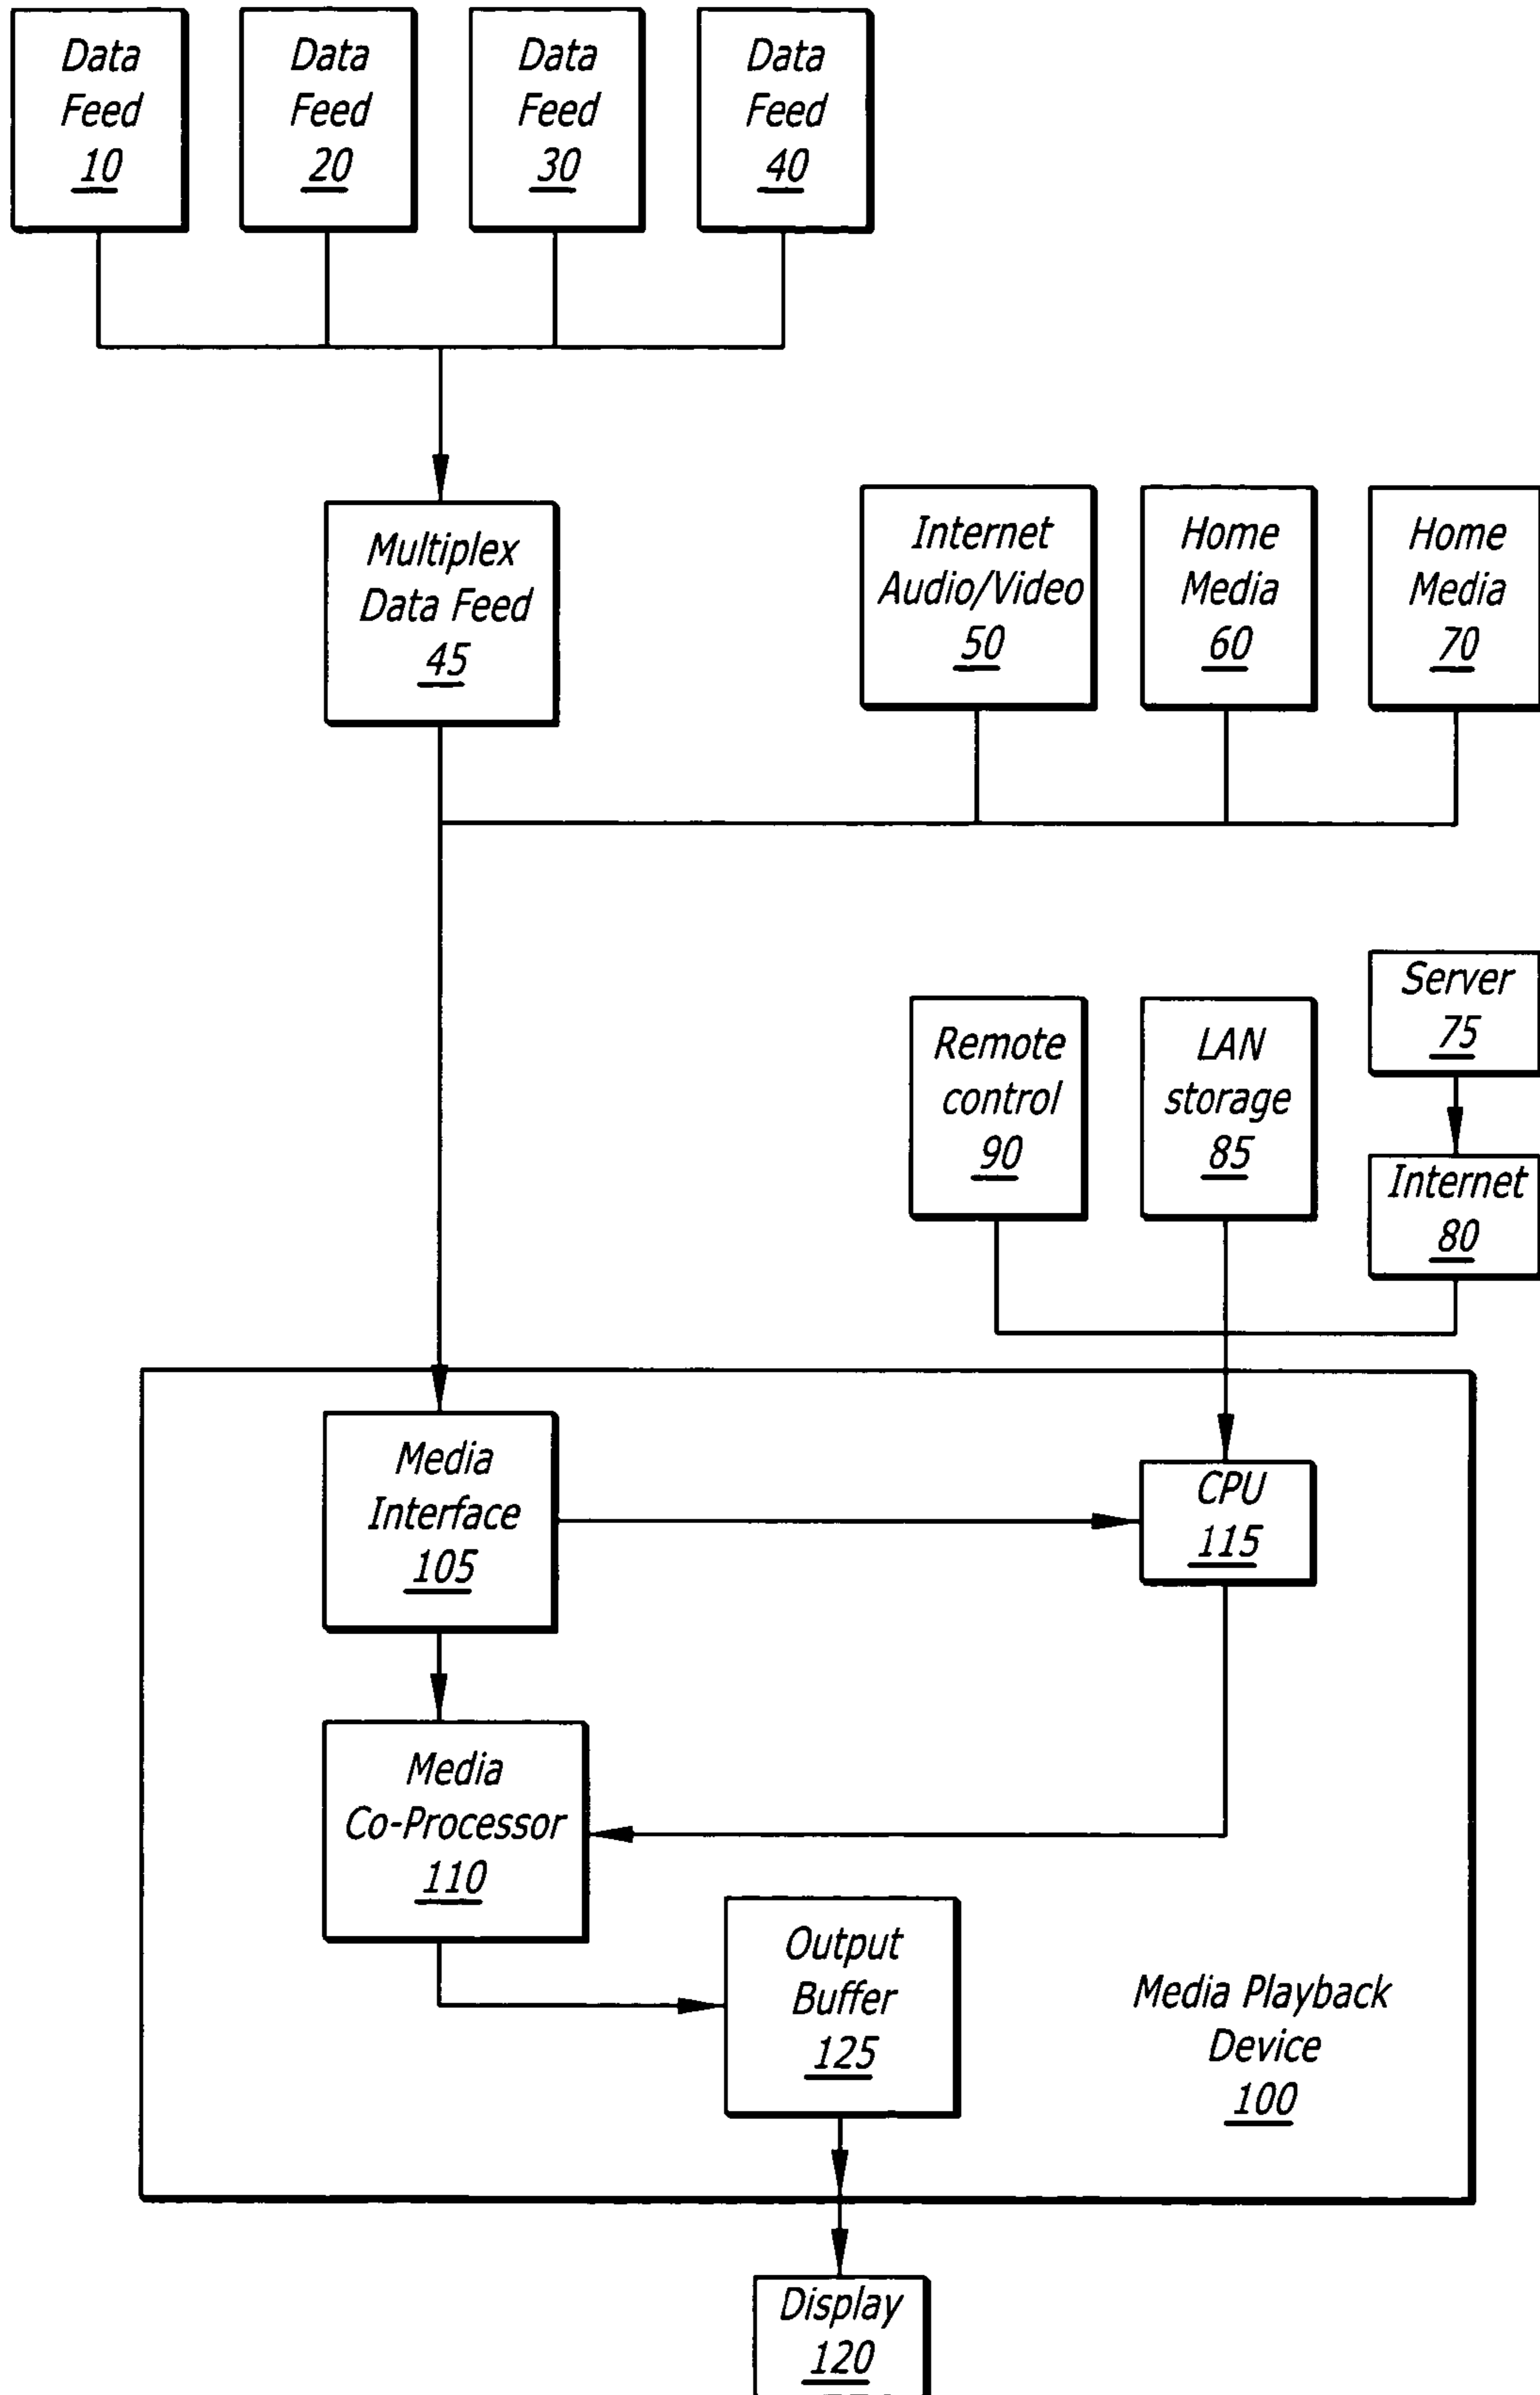 Data
Feed
10
Data
Feed
20
Data
Feed
30
Data
Feed
40
Multiplex
Data Feed
45
Internet
Audio/Video
50
Home
Media
60
Home
Media
70
Server
75
Remote
control
90
LAN
storage
85
Internet
80
Media
Interface
105
CPU
115
Media
Co-Processor
110
Output
Buffer
125
Media Playback
Device
100
Display
120